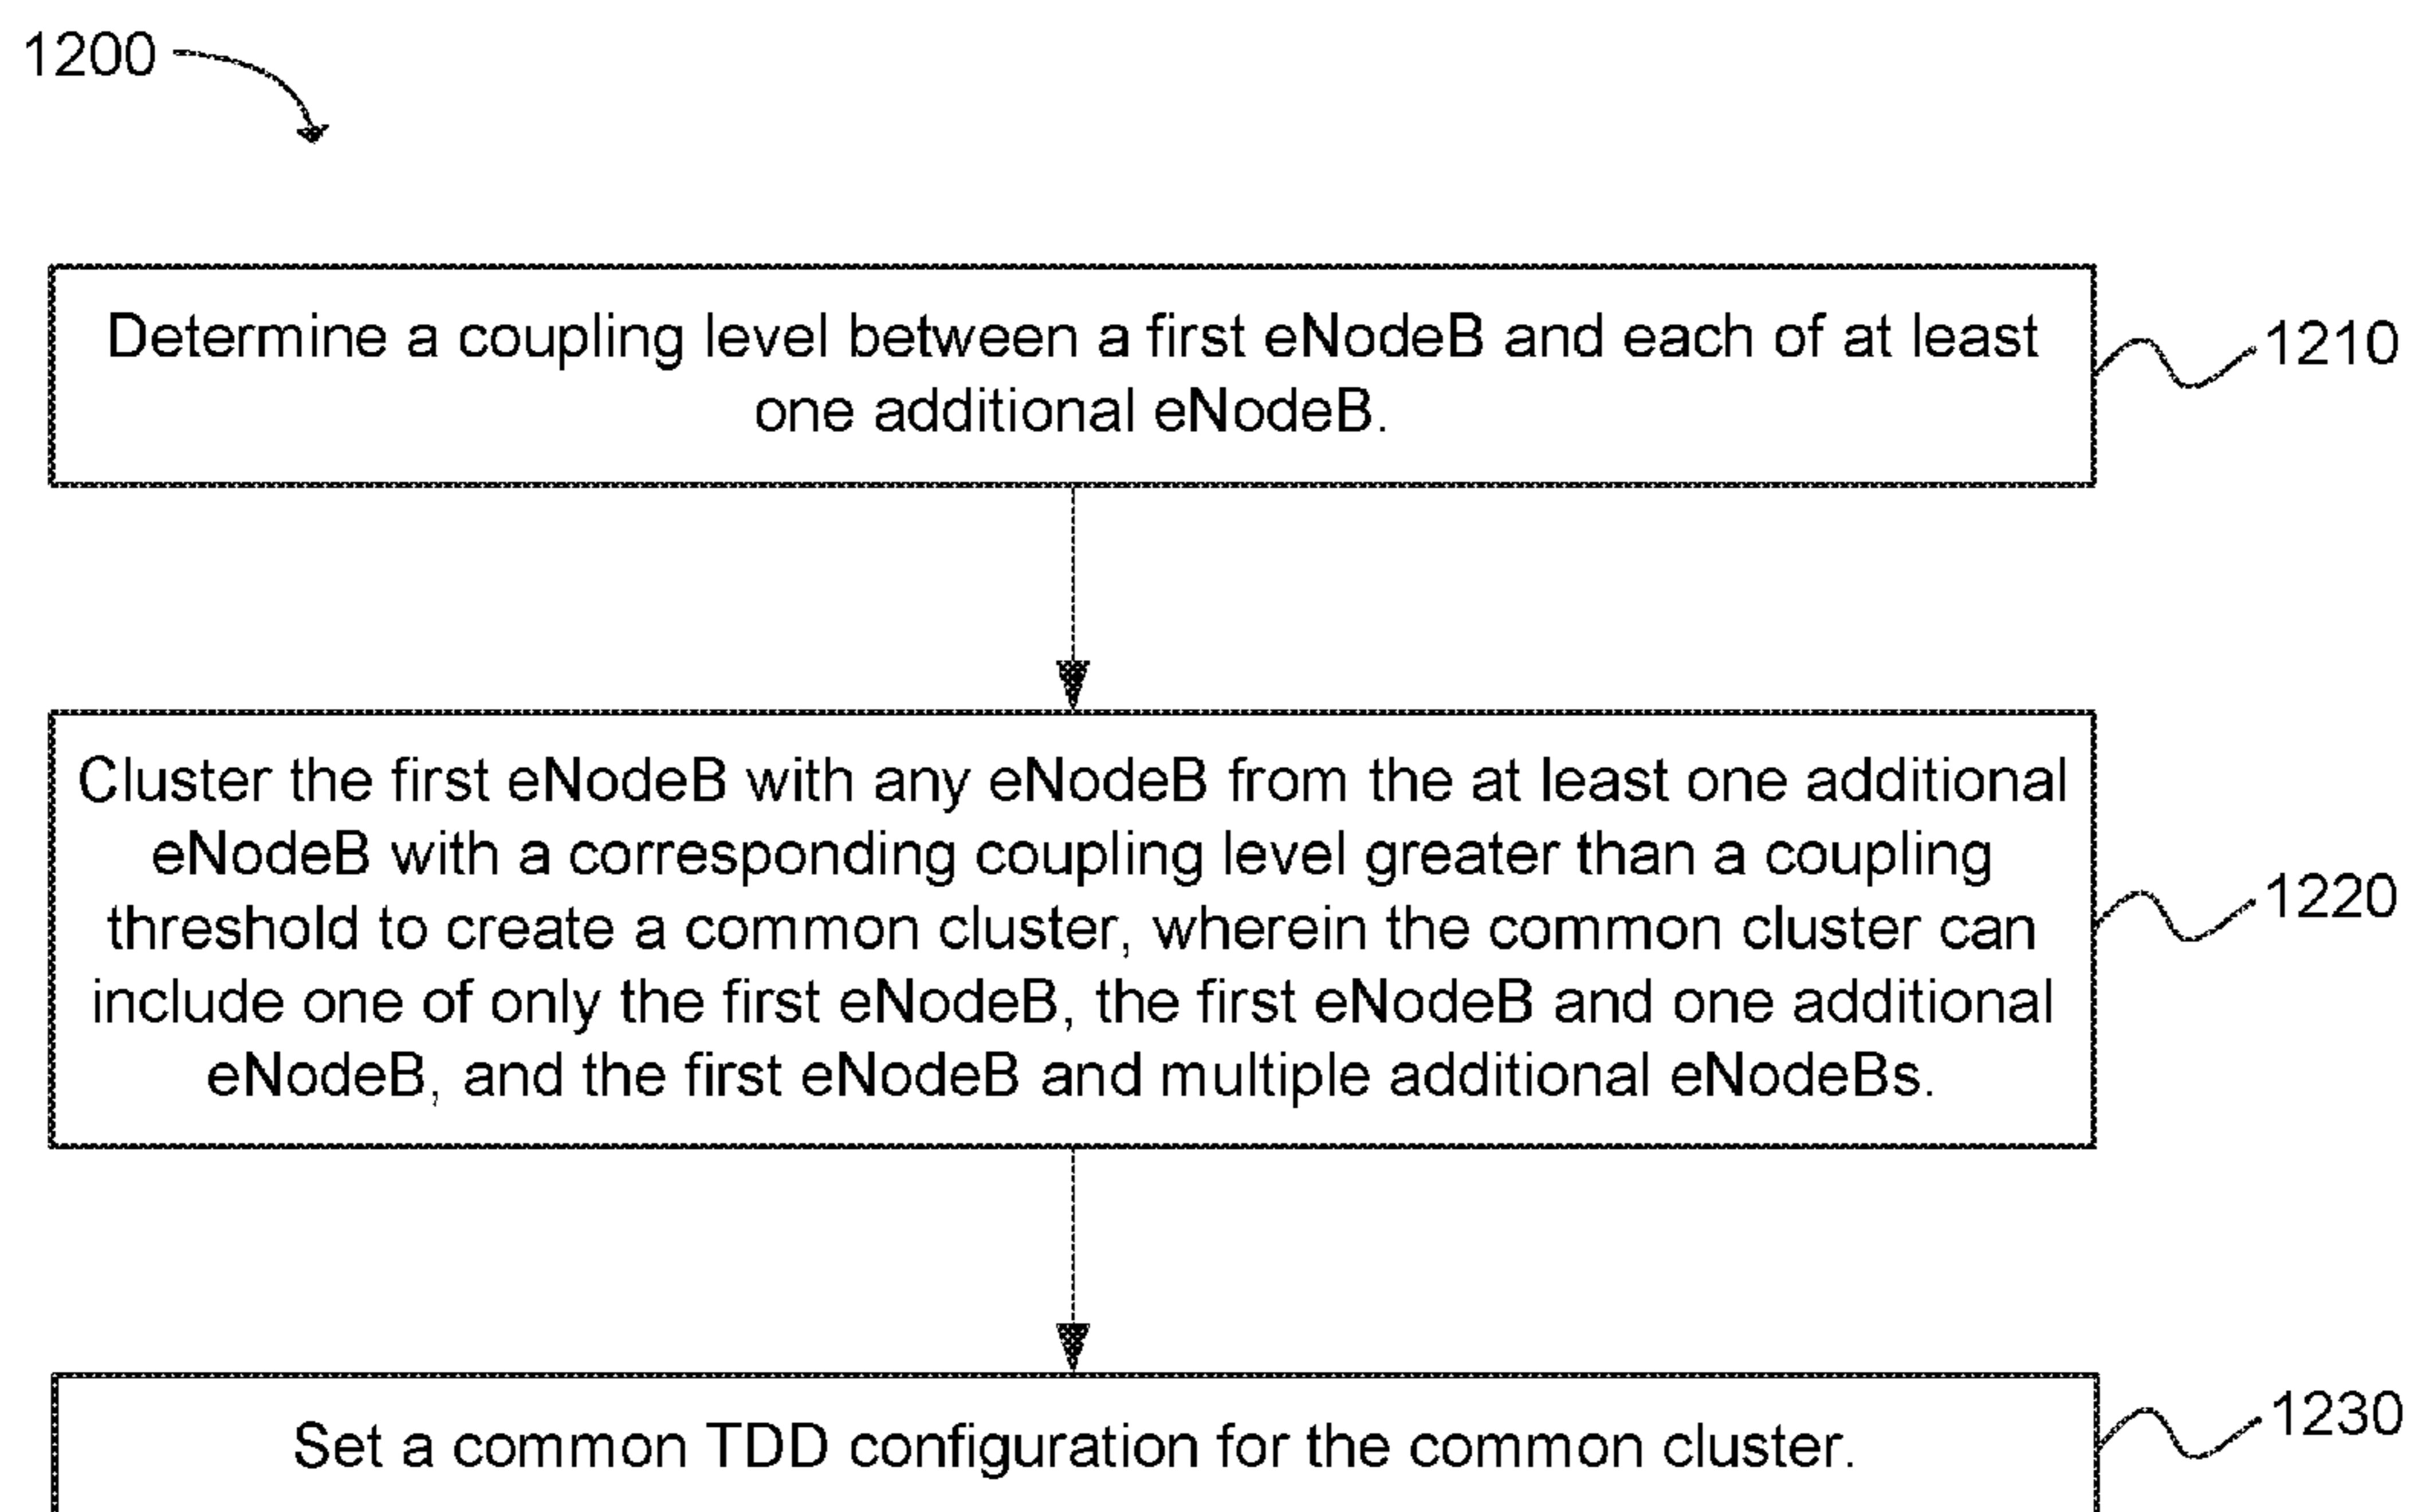 1200
Determine a coupling level between a first eNodeB and each of at least
one additional eNodeB.
1210
Cluster the first eNodeB with any eNodeB from the at least one additional
eNodeB with a corresponding coupling level greater than a coupling
threshold to create a common cluster, wherein the common cluster can
include one of only the first eNodeB, the first eNodeB and one additional
eNodeB, and the first eNodeB and multiple additional eNodeBs.
1220
Set a common TDD configuration for the common cluster.
1230